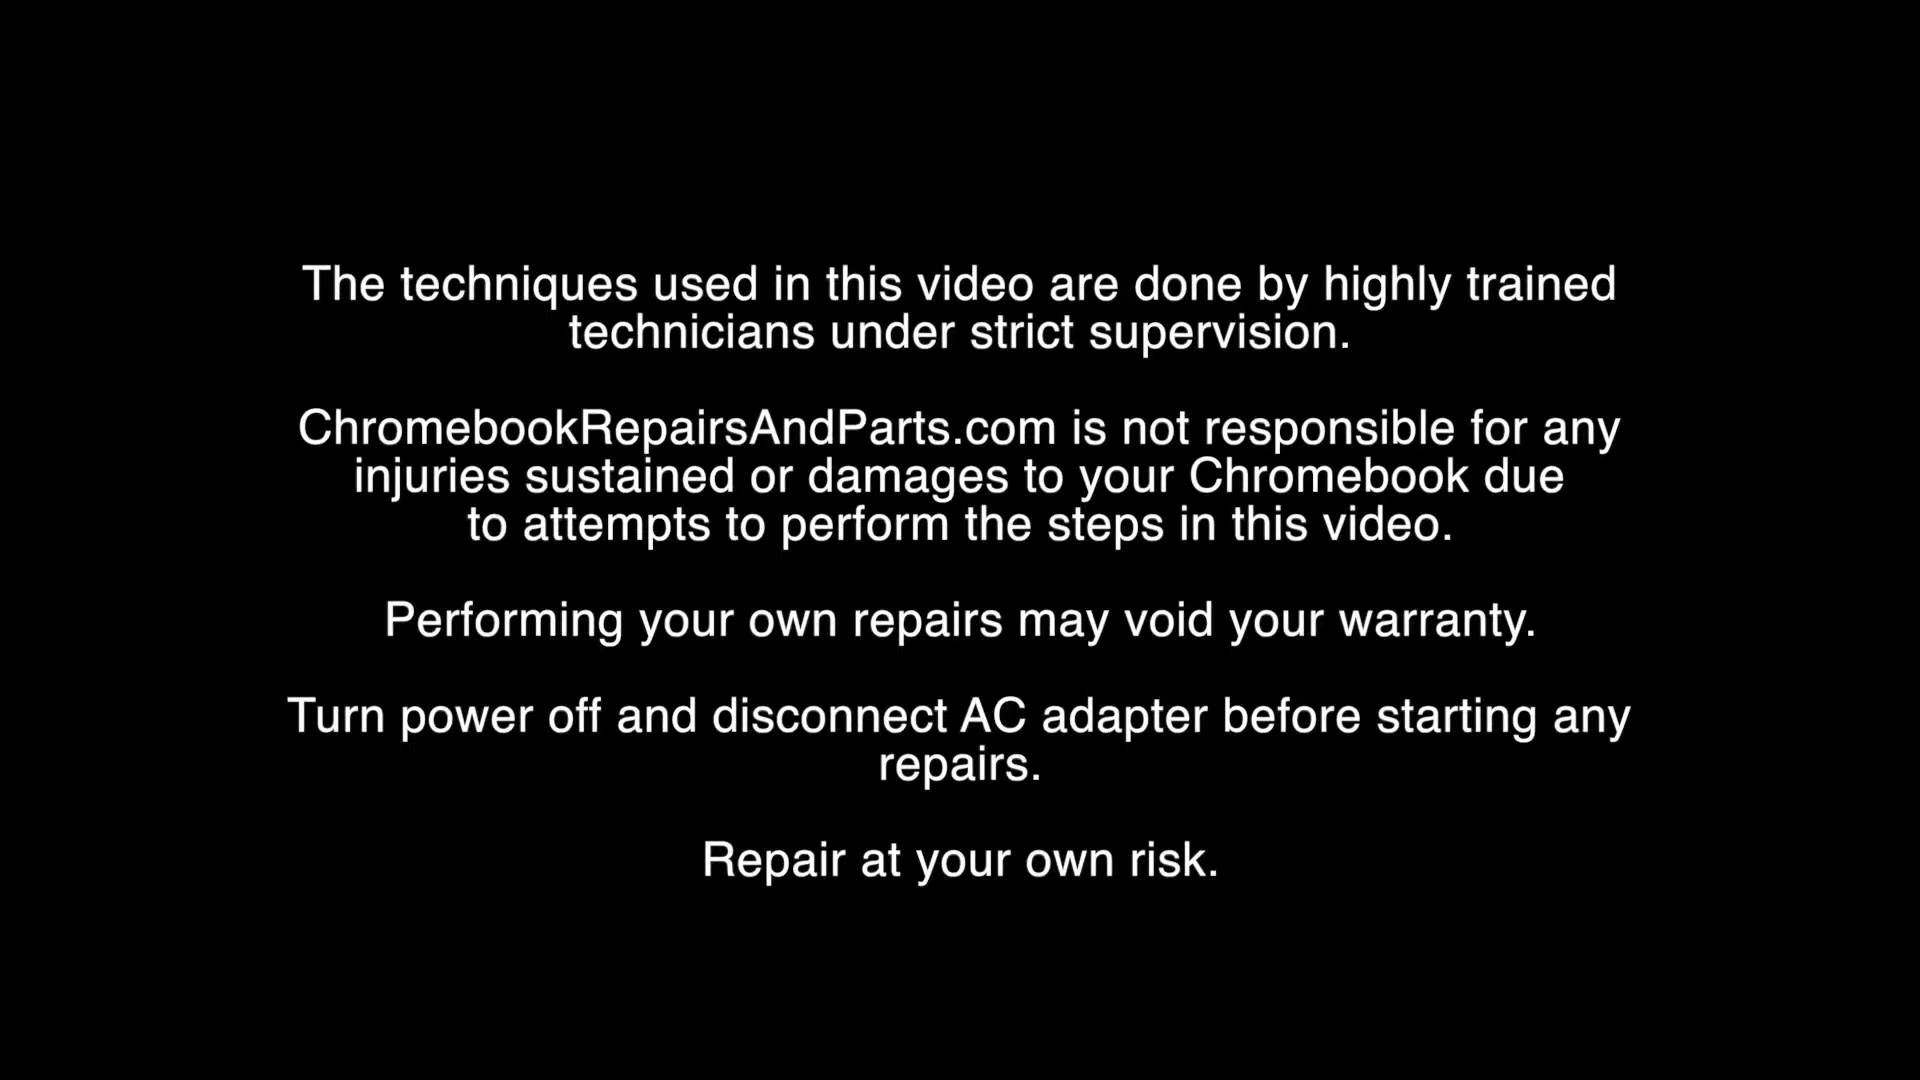 The techniques used in this video are done by highly trained
technicians under strict supervision.
ChromebookRepairsAndParts.com is not responsible for any
injuries sustained or damages to your Chromebook due
to attempts to perform the steps in this video.
Performing your own repairs may void your warranty.
Turn power off and disconnect AC adapter before starting any
repairs.
Repair at your own risk.